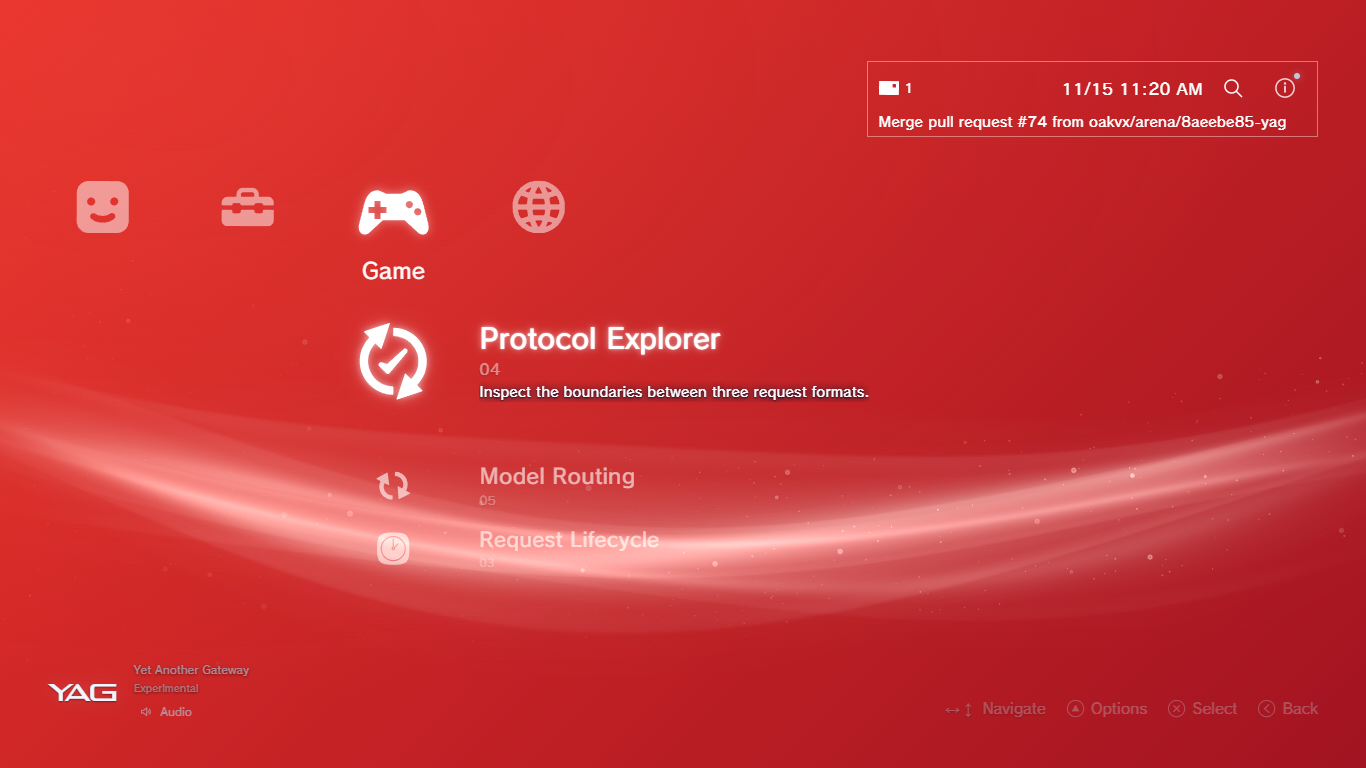 1
11/15 11:20 AM
Merge pull request #74 from oakvx/arena/8aeebe85-yag
Game
Protocol Explorer
04
Inspect the boundaries between three request formats.
Model Routing
05
Request Lifecycle
03
YAG
Yet Another Gateway
Experimental
Audio
Navigate
Options
Select
Back